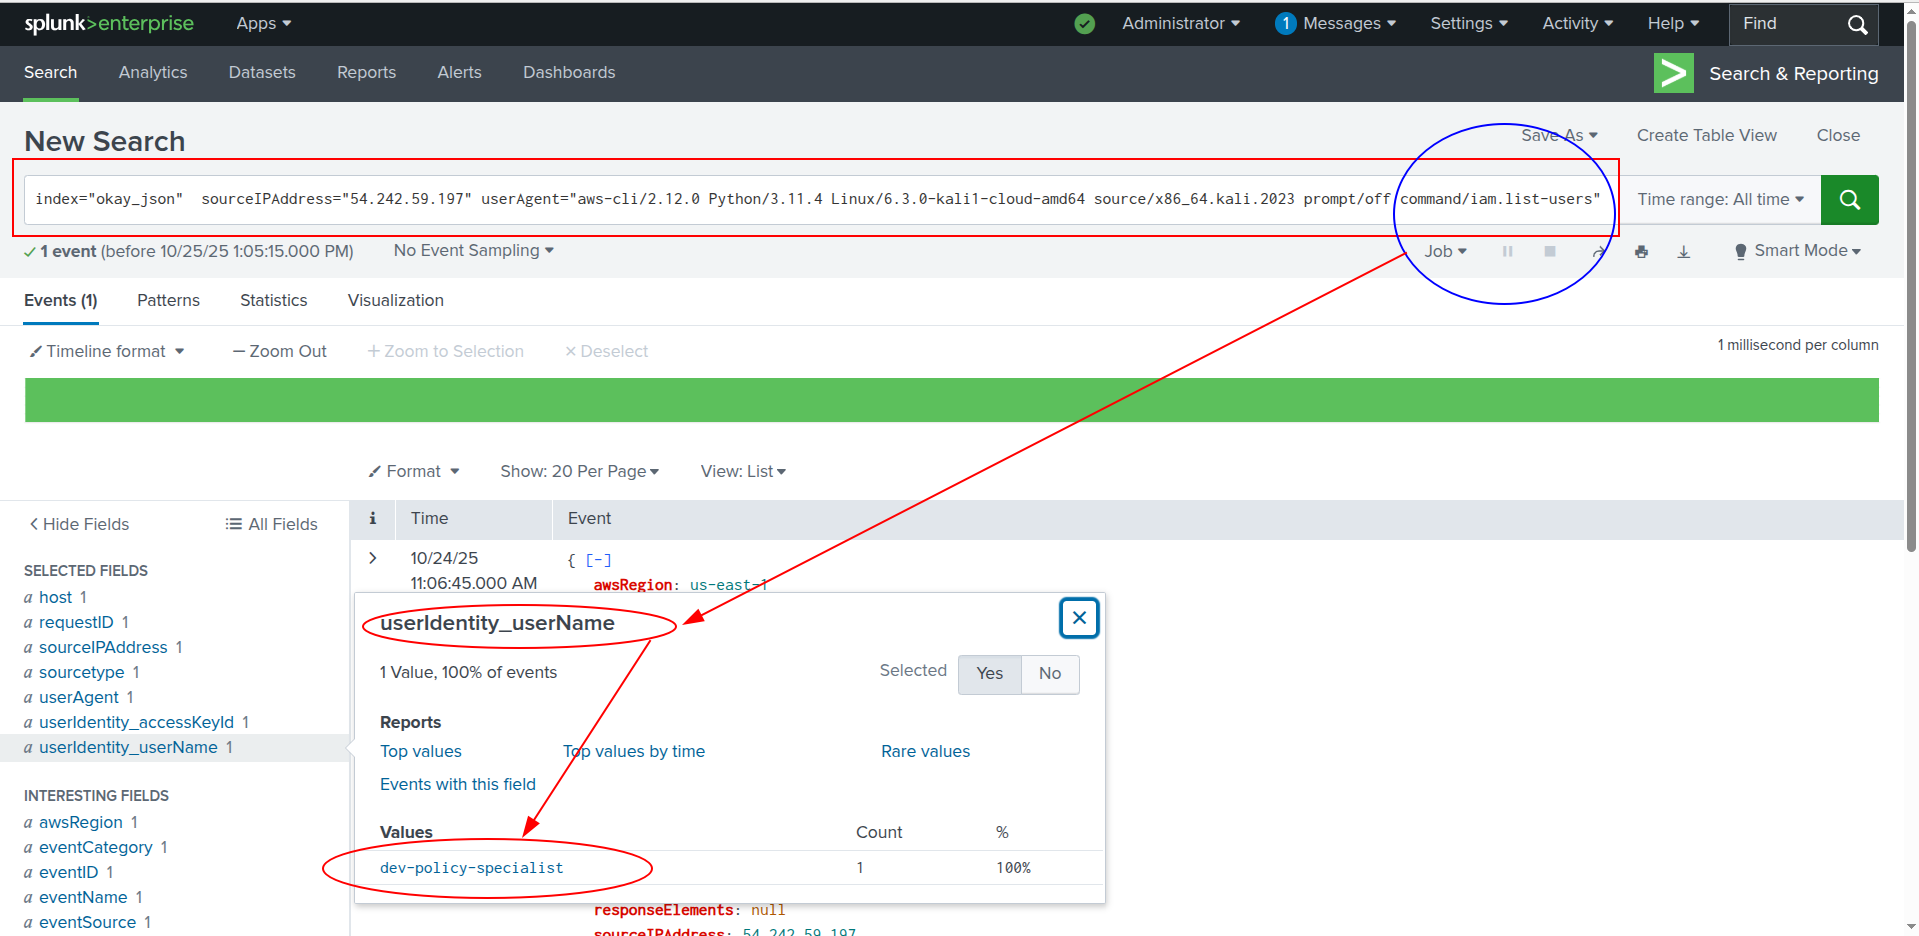 splunk>enterprise Apps Administrator 1 Messages Settings Activity Help Find
Search Analytics Datasets Reports Alerts Dashboards Search & Reporting
New Search Save As Create Table View Close
index="okay_json"  sourceIPAddress="54.242.59.197" userAgent="aws-cli/2.12.0 Python/3.11.4 Linux/6.3.0-kali1-cloud-amd64 source/x86_64.kali.2023 prompt/off command/iam.list-users" Time range: All time
1 event (before 10/25/25 1:05:15.000 PM) No Event Sampling Job Smart Mode
Events (1) Patterns Statistics Visualization
Timeline format — Zoom Out + Zoom to Selection × Deselect 1 millisecond per column
Format Show: 20 Per Page View: List
< Hide Fields All Fields i Time Event
SELECTED FIELDS
a host 1
a requestID 1
a sourceIPAddress 1
a sourcetype 1
a userAgent 1
a userIdentity_accessKeyId 1
a userIdentity_userName 1
INTERESTING FIELDS
a awsRegion 1
a eventCategory 1
a eventID 1
a eventName 1
a eventSource 1
> 10/24/25 { [-]
11:06:45.000 AM awsRegion: us-east-1
userIdentity_userName ×
1 Value, 100% of events Selected Yes No
Reports
Top values Top values by time Rare values
Events with this field
Values Count %
dev-policy-specialist 1 100%
responseElements: null
sourceIPAddress: 54.242.59.197